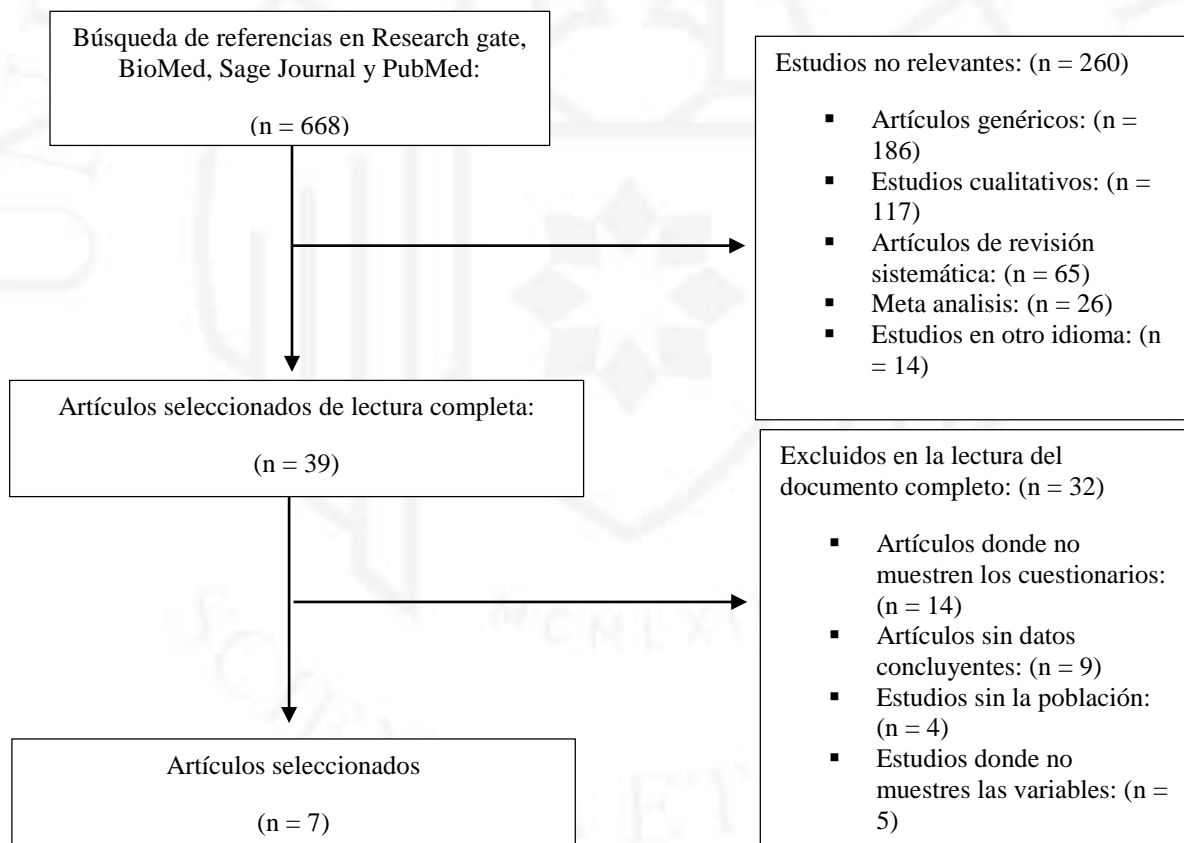 Búsqueda de referencias en Research gate,
BioMed, Sage Journal y PubMed:
(n = 668)
Estudios no relevantes: (n = 260)
▪ Artículos genéricos: (n =
186)
▪ Estudios cualitativos: (n =
117)
▪ Artículos de revisión
sistemática: (n = 65)
▪ Meta analisis: (n = 26)
▪ Estudios en otro idioma: (n
= 14)
Artículos seleccionados de lectura completa:
(n = 39)
Excluidos en la lectura del
documento completo: (n = 32)
▪ Artículos donde no
muestren los cuestionarios:
(n = 14)
▪ Artículos sin datos
concluyentes: (n = 9)
▪ Estudios sin la población:
(n = 4)
▪ Estudios donde no
muestres las variables: (n =
5)
Artículos seleccionados
(n = 7)